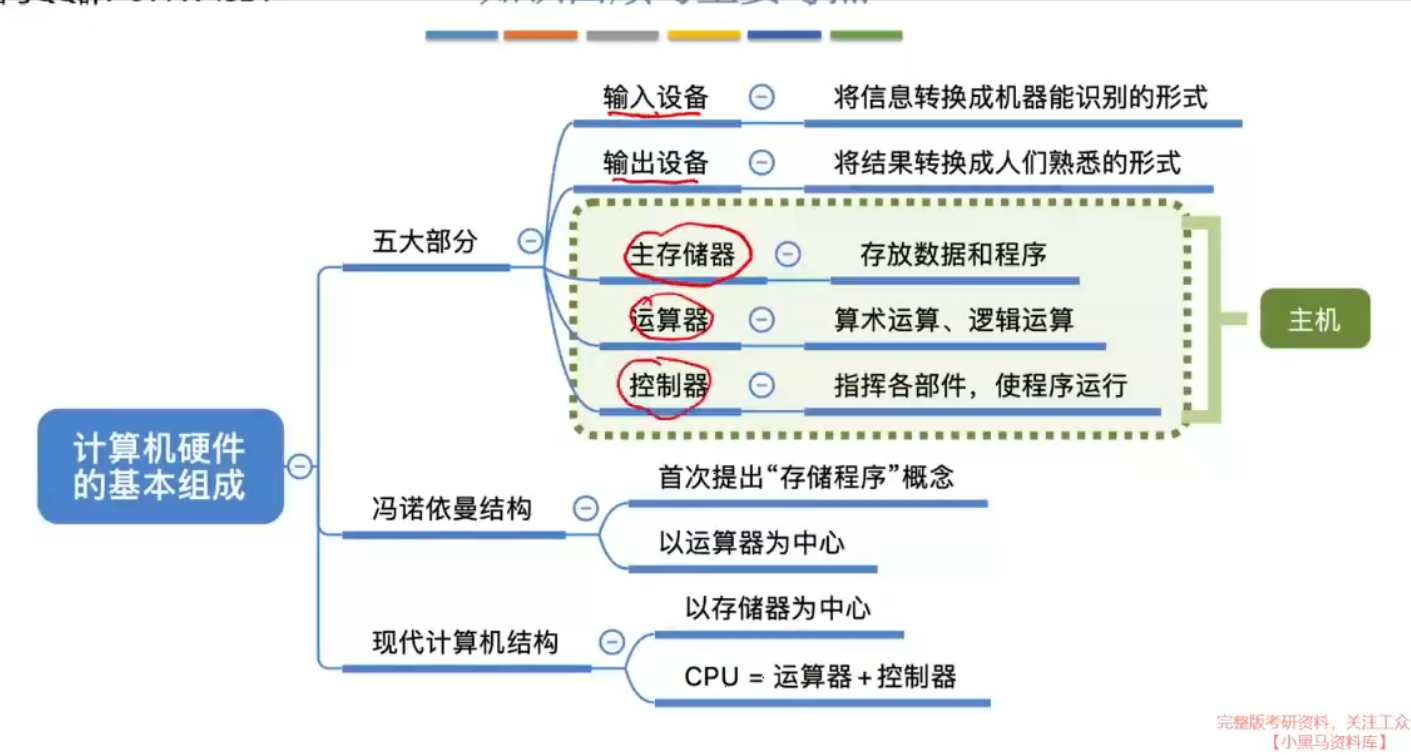 输入设备
将信息转换成机器能识别的形式
输出设备
将结果转换成人们熟悉的形式
五大部分
主存储器
存放数据和程序
运算器
算术运算、逻辑运算
主机
控制器
指挥各部件，使程序运行
计算机硬件
的基本组成
冯诺依曼结构
首次提出“存储程序”概念
以运算器为中心
现代计算机结构
以存储器为中心
CPU = 运算器+控制器
完整版考研资料，关注工众
【小黑马资料库】